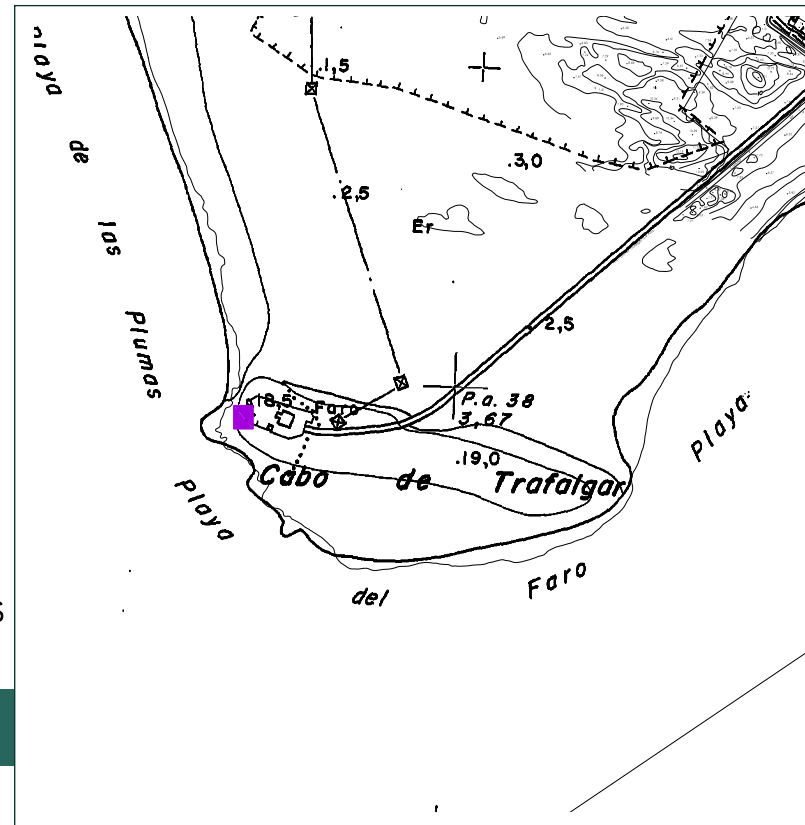 Playa de las Plumas
1,5
.3,0
.2,5
Er
2,5
18,5
Faro
P.a. 38
3,67
.19,0
Cabo de Trafalgar
Playa
Playa del Faro